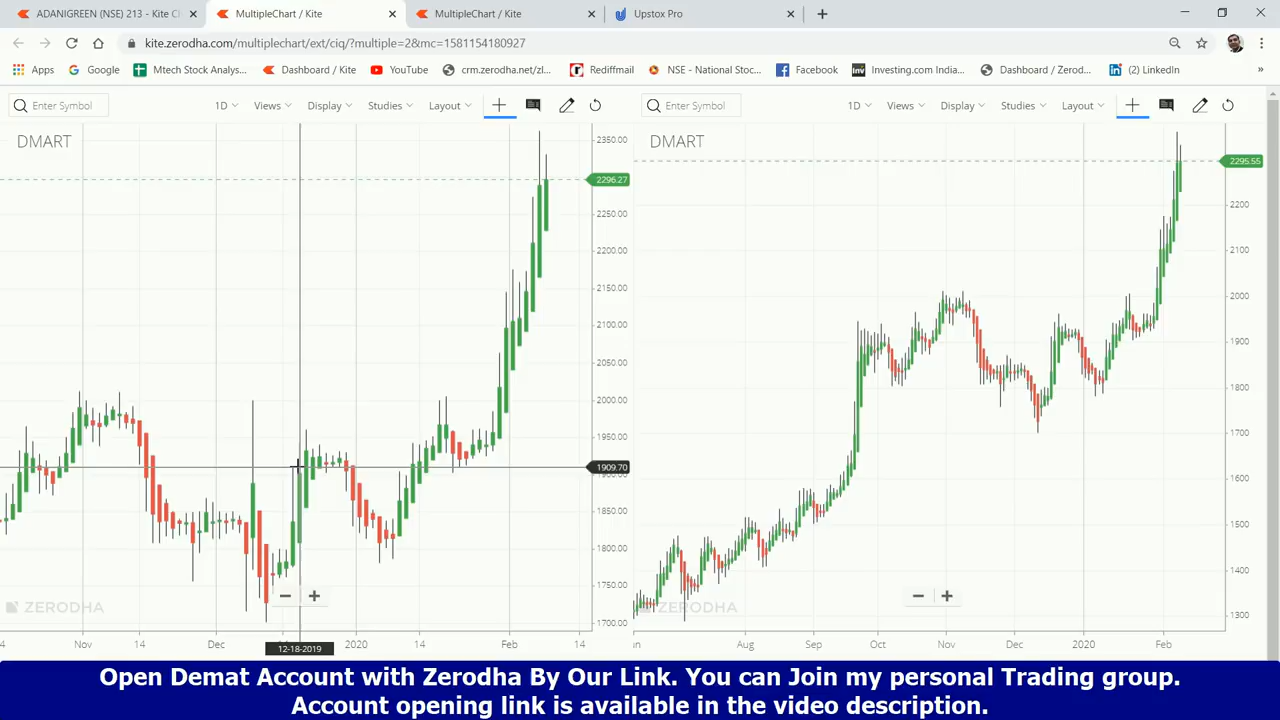 ADANIGREEN (NSE) 213 - Kite C
MultipleChart / Kite
MultipleChart / Kite
Upstox Pro
kite.zerodha.com/multiplechart/ext/ciq/?multiple=2&mc=1581154180927
Apps
Google
Mtech Stock Analys...
Dashboard / Kite
YouTube
crm.zerodha.net/zl...
Rediffmail
NSE - National Stoc...
Facebook
Inv
Investing.com India...
Dashboard / Zerod...
(2) LinkedIn
»
Enter Symbol
1D
Views
Display
Studies
Layout
Enter Symbol
1D
Views
Display
Studies
Layout
DMART
2350.00
2296.27
2250.00
2200.00
2150.00
2100.00
2050.00
2000.00
1950.00
1909.70
1850.00
1800.00
1750.00
1700.00
ZERODHA
4
Nov
14
Dec
12-18-2019
2020
14
Feb
14
DMART
2295.55
2200
2100
2000
1900
1800
1700
1600
1500
1400
1300
ZERODHA
Aug
Sep
Oct
Nov
Dec
2020
Feb
Open Demat Account with Zerodha By Our Link. You can Join my personal Trading group.
Account opening link is available in the video description.